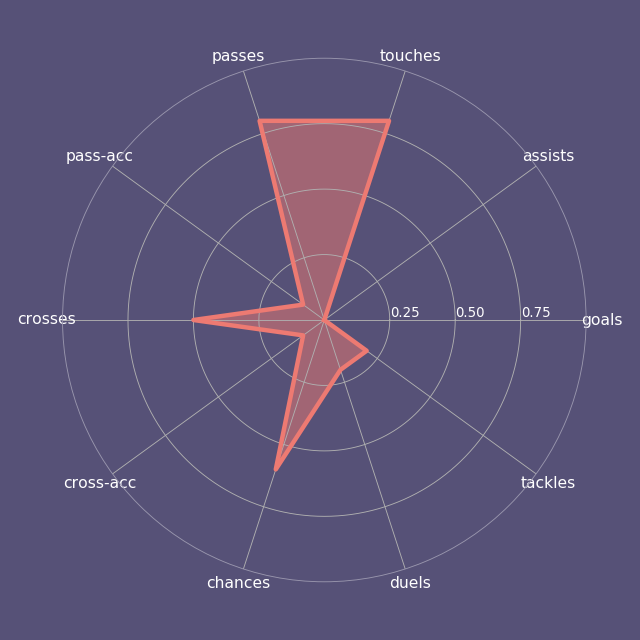 passes touches
pass-acc assists
crosses 0.25 0.50 0.75 goals
cross-acc tackles
chances duels